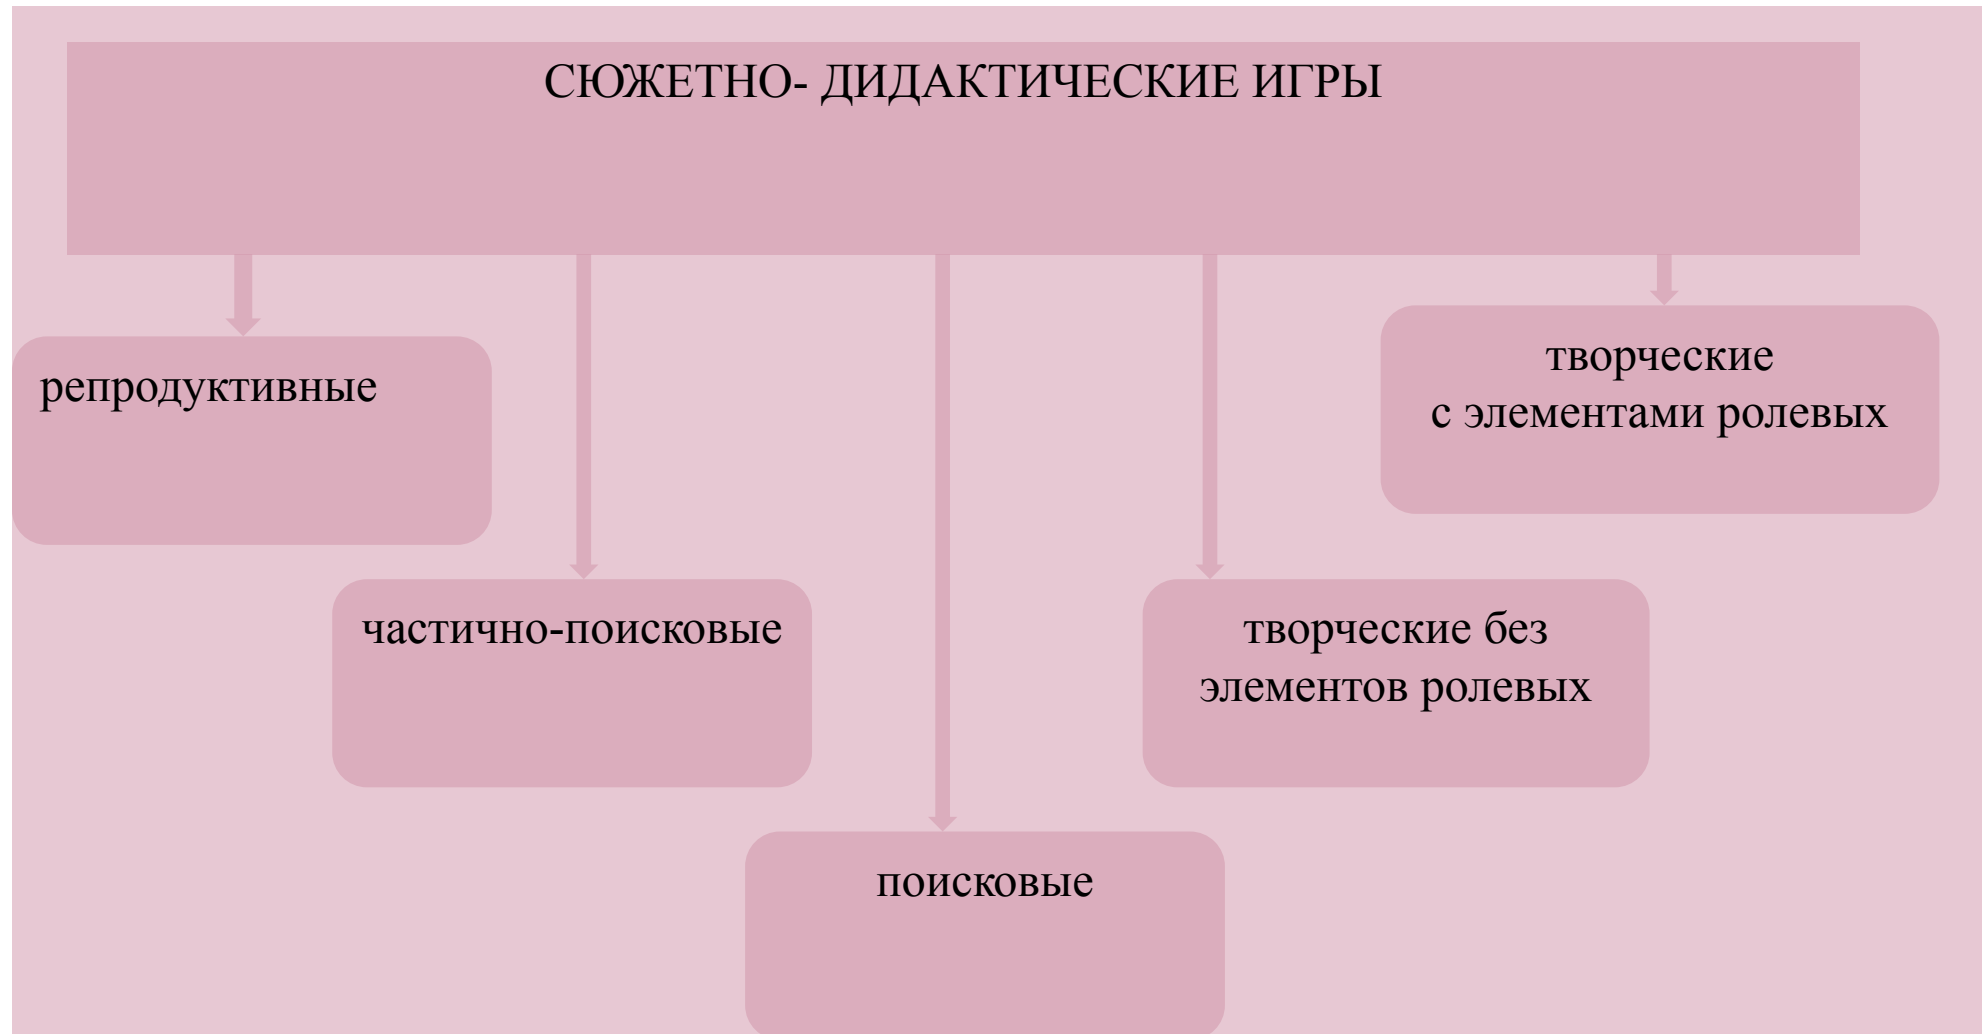 СЮЖЕТНО- ДИДАКТИЧЕСКИЕ ИГРЫ
репродуктивные
частично-поисковые
поисковые
творческие без
элементов ролевых
творческие
с элементами ролевых